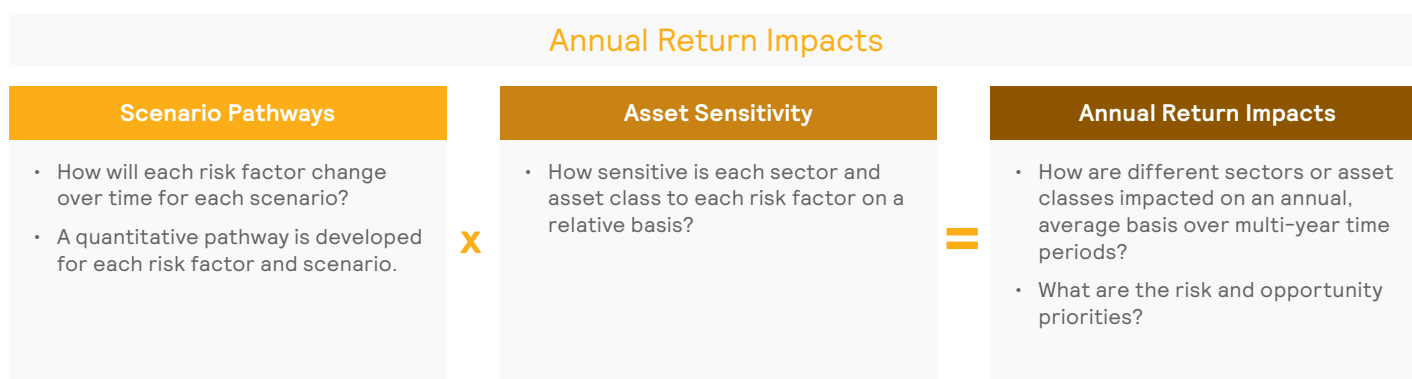 Annual Return Impacts
Scenario Pathways
• How will each risk factor change
over time for each scenario?
• A quantitative pathway is developed
for each risk factor and scenario.
x
Asset Sensitivity
• How sensitive is each sector and
asset class to each risk factor on a
relative basis?
=
Annual Return Impacts
• How are different sectors or asset
classes impacted on an annual,
average basis over multi-year time
periods?
• What are the risk and opportunity
priorities?